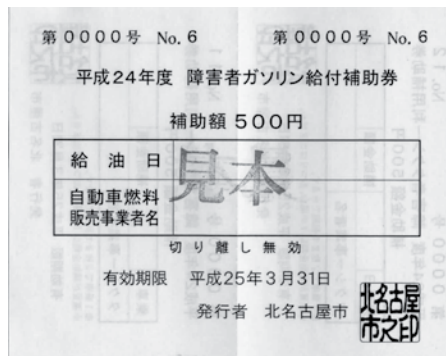 第0000号 No. 6 第0000号 No. 6
平成24年度 障害者ガソリン給付補助券
補助額 500円
給油日
見本
自動車燃料
販売事業者名
切り離し無効
有効期限 平成25年3月31日
発行者 北名古屋市
北名古屋
市之印